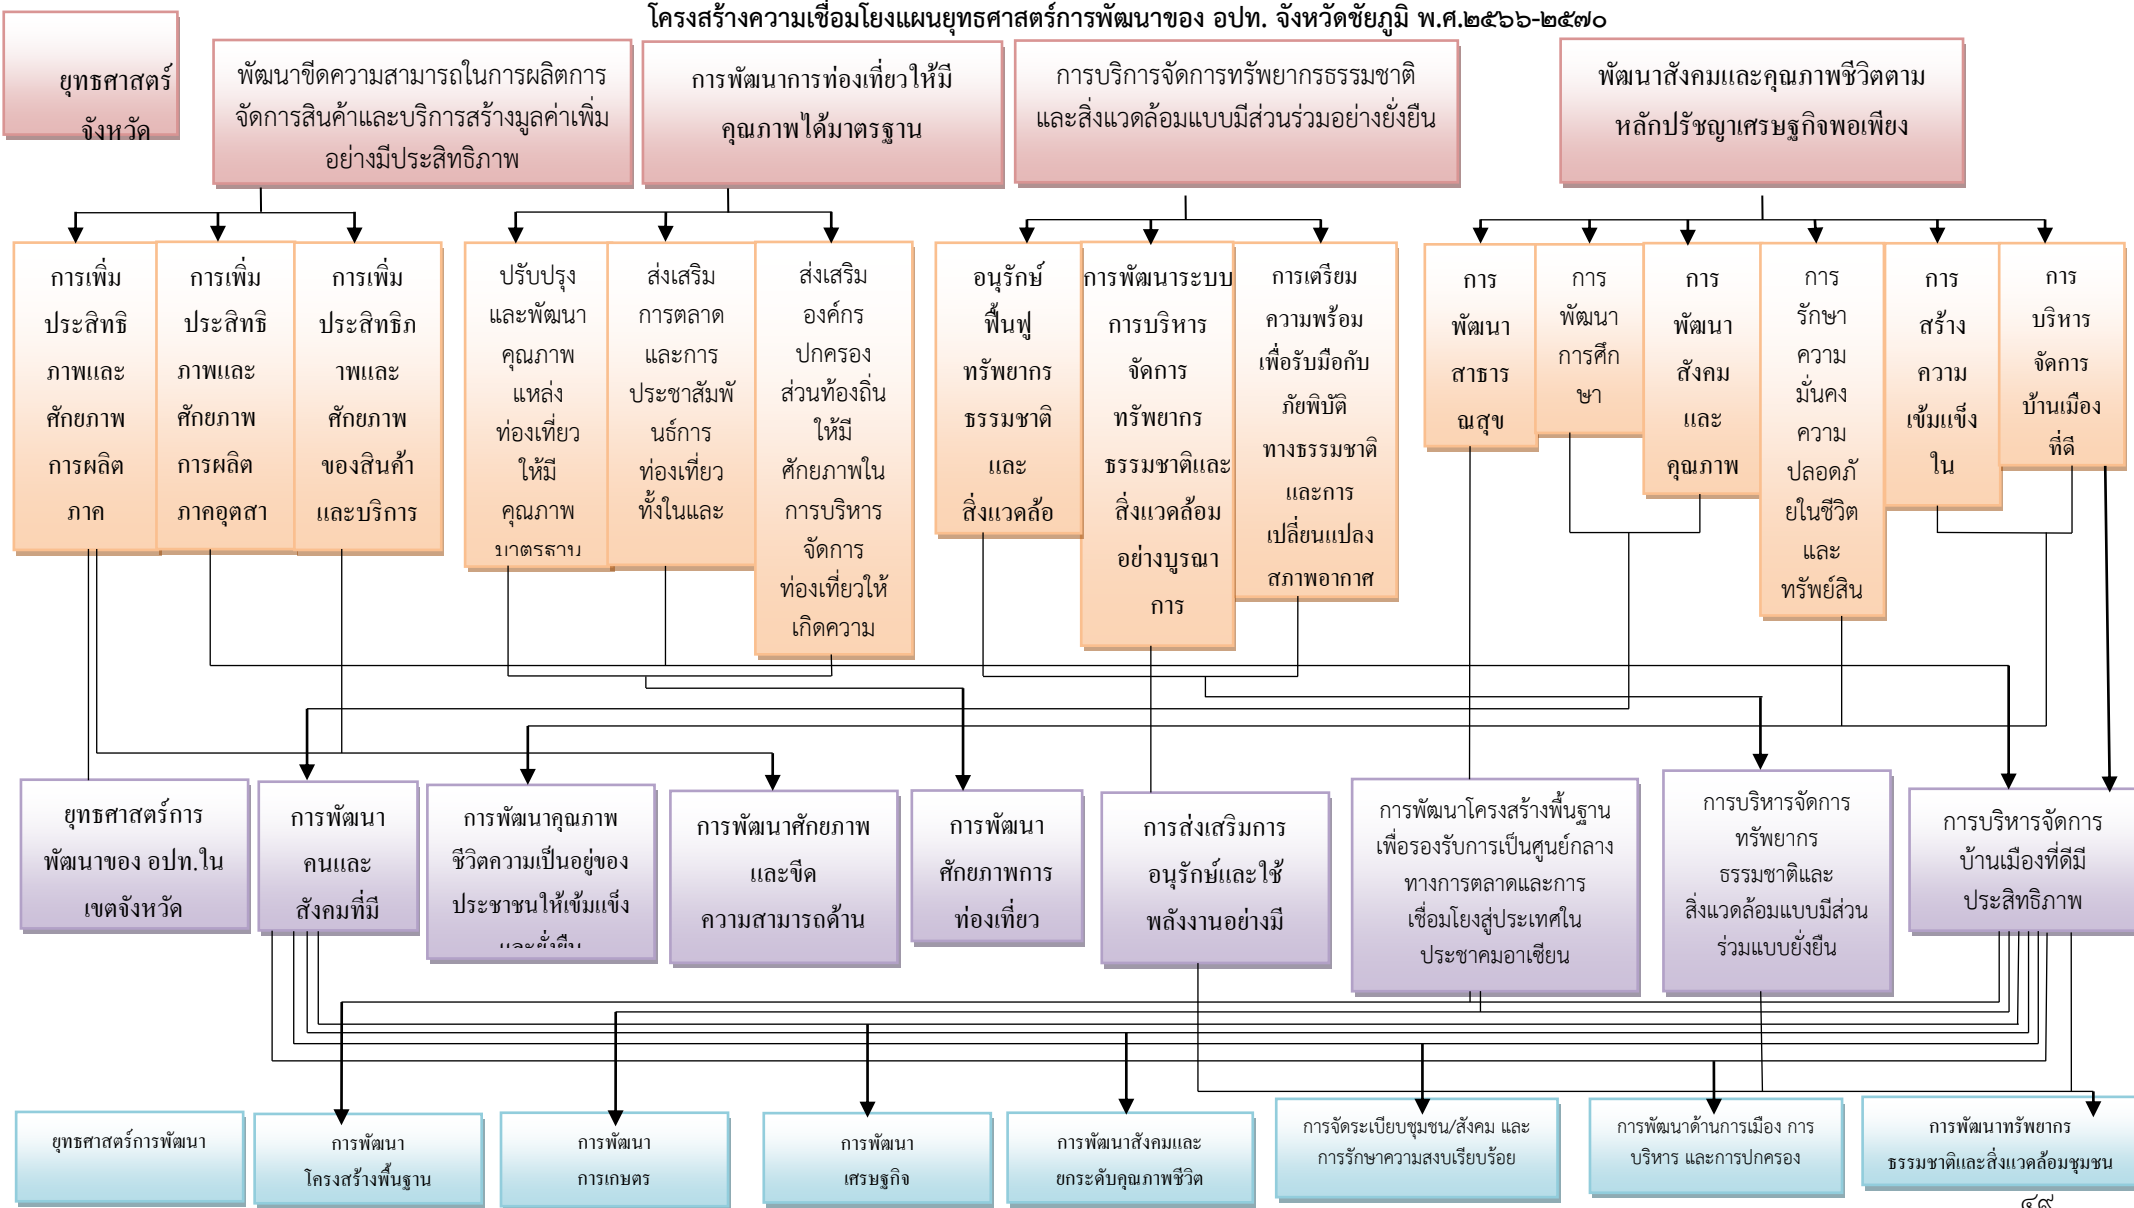 โครงสร้างความเชื่อมโยงแผนยุทธศาสตร์การพัฒนาของ อปท. จังหวัดชัยภูมิ พ.ศ.๒๕๖๖-๒๕๗๐
ยุทธศาสตร์
จังหวัด
พัฒนาขีดความสามารถในการผลิตการ
จัดการสินค้าและบริการสร้างมูลค่าเพิ่ม
อย่างมีประสิทธิภาพ
การพัฒนาการท่องเที่ยวให้มี
คุณภาพได้มาตรฐาน
การบริการจัดการทรัพยากรธรรมชาติ
และสิ่งแวดล้อมแบบมีส่วนร่วมอย่างยั่งยืน
พัฒนาสังคมและคุณภาพชีวิตตาม
หลักปรัชญาเศรษฐกิจพอเพียง
การเพิ่ม
ประสิทธิ
ภาพและ
ศักยภาพ
การผลิต
ภาค
การเพิ่ม
ประสิทธิ
ภาพและ
ศักยภาพ
การผลิต
ภาคอุตสา
การเพิ่ม
ประสิทธิภ
าพและ
ศักยภาพ
ของสินค้า
และบริการ
ปรับปรุง
และพัฒนา
คุณภาพ
แหล่ง
ท่องเที่ยว
ให้มี
คุณภาพ
มาตรฐาน
ส่งเสริม
การตลาด
และการ
ประชาสัมพั
นธ์การ
ท่องเที่ยว
ทั้งในและ
ส่งเสริม
องค์กร
ปกครอง
ส่วนท้องถิ่น
ให้มี
ศักยภาพใน
การบริหาร
จัดการ
ท่องเที่ยวให้
เกิดความ
อนุรักษ์
ฟื้นฟู
ทรัพยากร
ธรรมชาติ
และ
สิ่งแวดล้อ
การพัฒนาระบบ
การบริหาร
จัดการ
ทรัพยากร
ธรรมชาติและ
สิ่งแวดล้อม
อย่างบูรณา
การ
การเตรียม
ความพร้อม
เพื่อรับมือกับ
ภัยพิบัติ
ทางธรรมชาติ
และการ
เปลี่ยนแปลง
สภาพอากาศ
การ
พัฒนา
สาธาร
ณสุข
การ
พัฒนา
การศึก
ษา
การ
พัฒนา
สังคม
และ
คุณภาพ
การ
รักษา
ความ
มั่นคง
ความ
ปลอดภั
ยในชีวิต
และ
ทรัพย์สิน
การ
สร้าง
ความ
เข้มแข็ง
ใน
การ
บริหาร
จัดการ
บ้านเมือง
ที่ดี
ยุทธศาสตร์การ
พัฒนาของ อปท.ใน
เขตจังหวัด
การพัฒนา
คนและ
สังคมที่มี
การพัฒนาคุณภาพ
ชีวิตความเป็นอยู่ของ
ประชาชนให้เข้มแข็ง
และยั่งยืน
การพัฒนาศักยภาพ
และขีด
ความสามารถด้าน
การพัฒนา
ศักยภาพการ
ท่องเที่ยว
การส่งเสริมการ
อนุรักษ์และใช้
พลังงานอย่างมี
การพัฒนาโครงสร้างพื้นฐาน
เพื่อรองรับการเป็นศูนย์กลาง
ทางการตลาดและการ
เชื่อมโยงสู่ประเทศใน
ประชาคมอาเซียน
การบริหารจัดการ
ทรัพยากร
ธรรมชาติและ
สิ่งแวดล้อมแบบมีส่วน
ร่วมแบบยั่งยืน
การบริหารจัดการ
บ้านเมืองที่ดีมี
ประสิทธิภาพ
ยุทธศาสตร์การพัฒนา
การพัฒนา
โครงสร้างพื้นฐาน
การพัฒนา
การเกษตร
การพัฒนา
เศรษฐกิจ
การพัฒนาสังคมและ
ยกระดับคุณภาพชีวิต
การจัดระเบียบชุมชน/สังคม และ
การรักษาความสงบเรียบร้อย
การพัฒนาด้านการเมือง การ
บริหาร และการปกครอง
การพัฒนาทรัพยากร
ธรรมชาติและสิ่งแวดล้อมชุมชน
๔๙